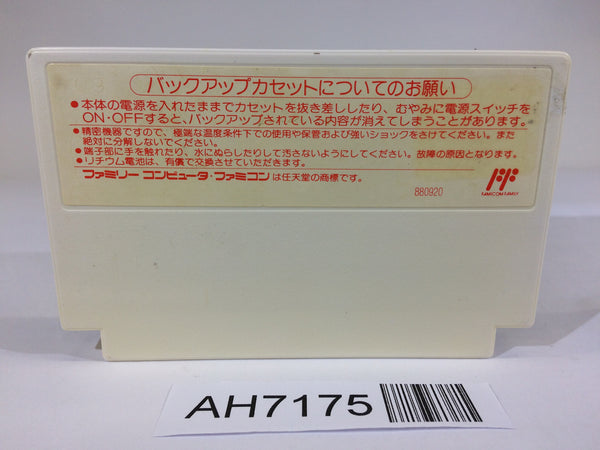 バックアップカセットについてのお願い
●本体の電源を入れたままでカセットを抜き差ししたり、むやみに電源スイッチを
ON・OFFすると、バックアップされている内容が消えてしまうことがあります。
●精密機器ですので、極端な温度条件下での使用や保管および強いショックをさけてください。また
絶対に分解しないでください。
●端子部に手を触れたり、水にぬらしたりして汚さないようにしてください。故障の原因となります。
●リチウム電池は、有償で交換させていただきます。
ファミリー コンピュータ・ファミコンは任天堂の商標です。
880920
FAMICOM FAMILY
AH7175